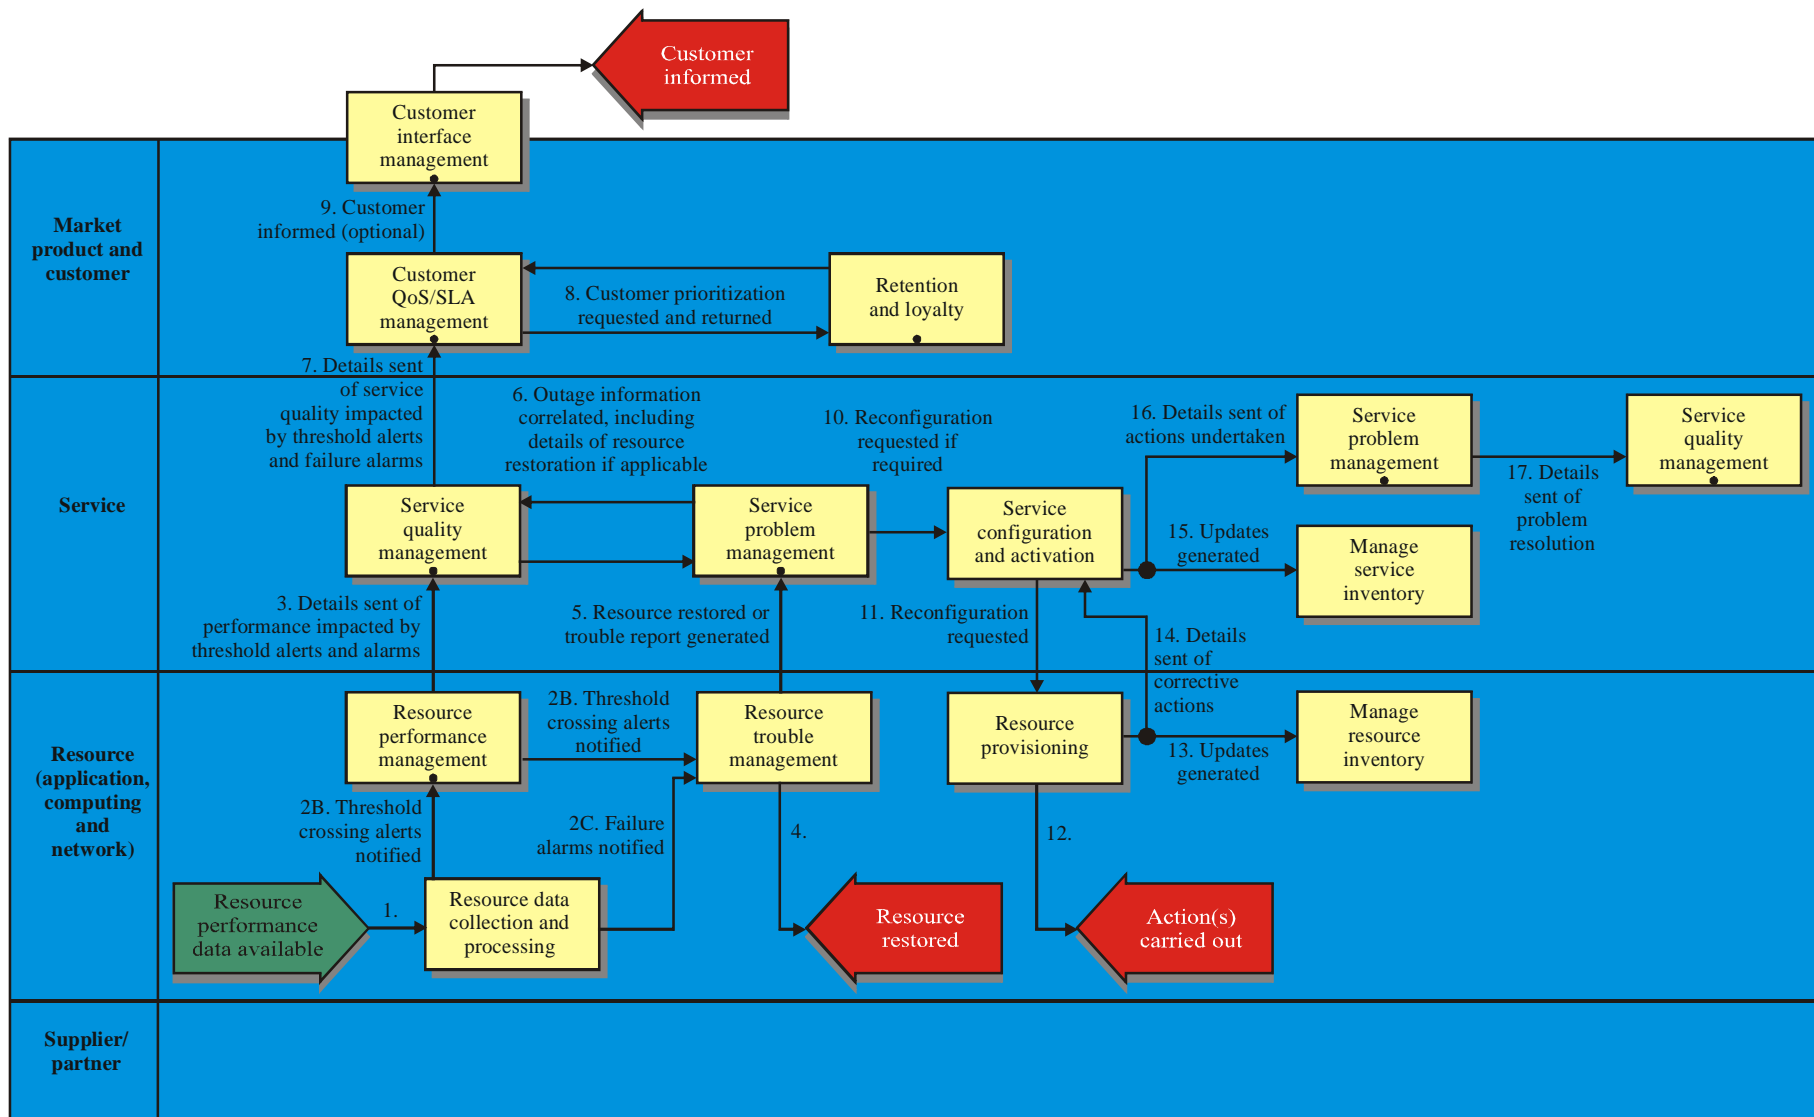 Customer
informed
Customer
interface
management
Market
product and
customer
9. Customer
informed (optional)
Customer
QoS/SLA
management
8. Customer prioritization
requested and returned
Retention
and loyalty
7. Details sent
of service
quality impacted
by threshold alerts
and failure alarms
6. Outage information
correlated, including
details of resource
restoration if applicable
10. Reconfiguration
requested if
required
16. Details sent of
actions undertaken
Service
problem
management
Service
quality
management
17. Details
sent of
problem
resolution
Service
Service
quality
management
Service
problem
management
Service
configuration
and activation
15. Updates
generated
Manage
service
inventory
3. Details sent of
performance impacted by
threshold alerts and alarms
5. Resource restored or
trouble report generated
11. Reconfiguration
requested
14. Details
sent of
corrective
actions
Resource
(application,
computing
and
network)
Resource
performance
management
2B. Threshold
crossing alerts
notified
Resource
trouble
management
Resource
provisioning
13. Updates
generated
Manage
resource
inventory
2B. Threshold
crossing alerts
notified
2C. Failure
alarms notified
4.
12.
Resource
performance
data available
1.
Resource data
collection and
processing
Resource
restored
Action(s)
carried out
Supplier/
partner